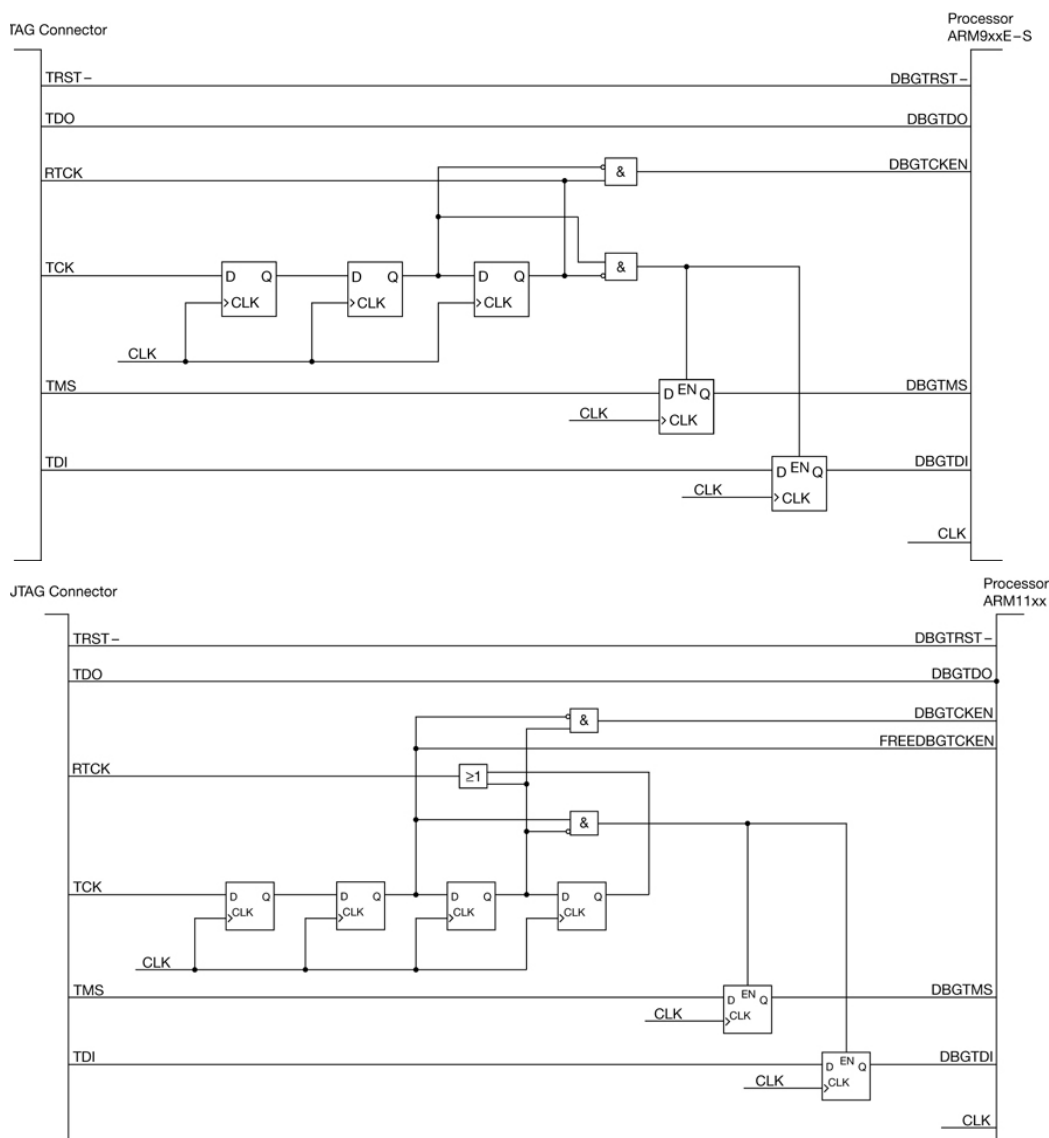 TAG Connector
Processor
ARM9xxE-S
TRST-
DBGTRST-
TDO
DBGTDO
RTCK
&
DBGTCKEN
TCK
D Q
CLK
D Q
CLK
D Q
CLK
&
CLK
TMS
D EN Q
CLK
CLK
DBGTMS
TDI
D EN Q
CLK
CLK
DBGTDI
CLK
JTAG Connector
Processor
ARM11xx
TRST-
DBGTRST-
TDO
DBGTDO
&
DBGTCKEN
FREEDBGTCKEN
RTCK
≥1
&
TCK
D Q
CLK
D Q
CLK
D Q
CLK
D Q
CLK
CLK
TMS
D EN Q
CLK
CLK
DBGTMS
TDI
D EN Q
CLK
CLK
DBGTDI
CLK